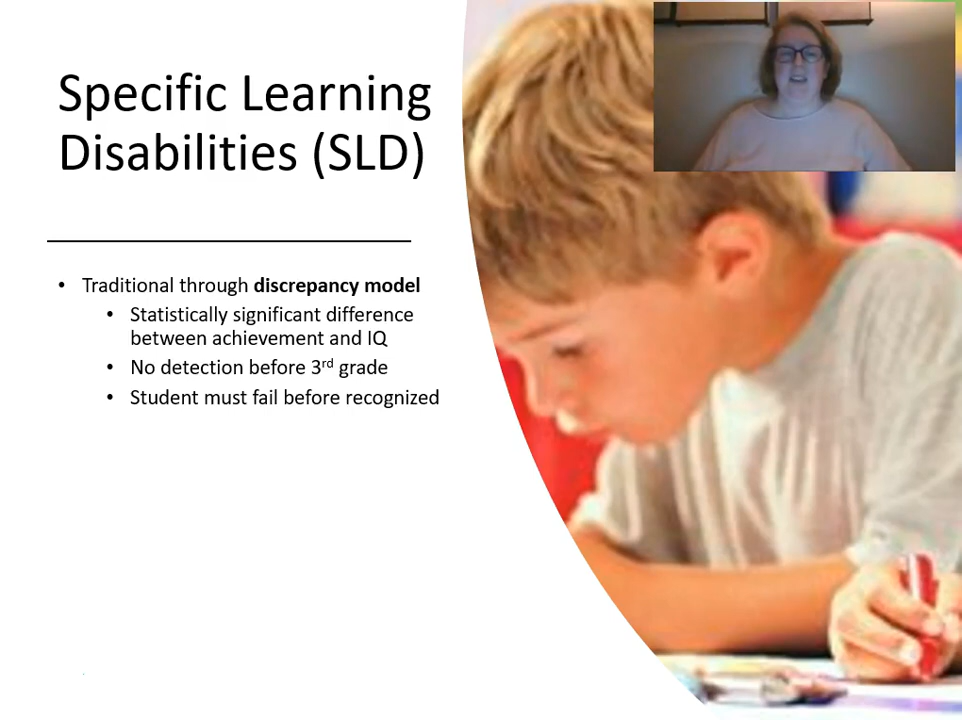 Specific Learning
Disabilities (SLD)
• Traditional through discrepancy model
• Statistically significant difference
between achievement and IQ
• No detection before 3rd grade
• Student must fail before recognized